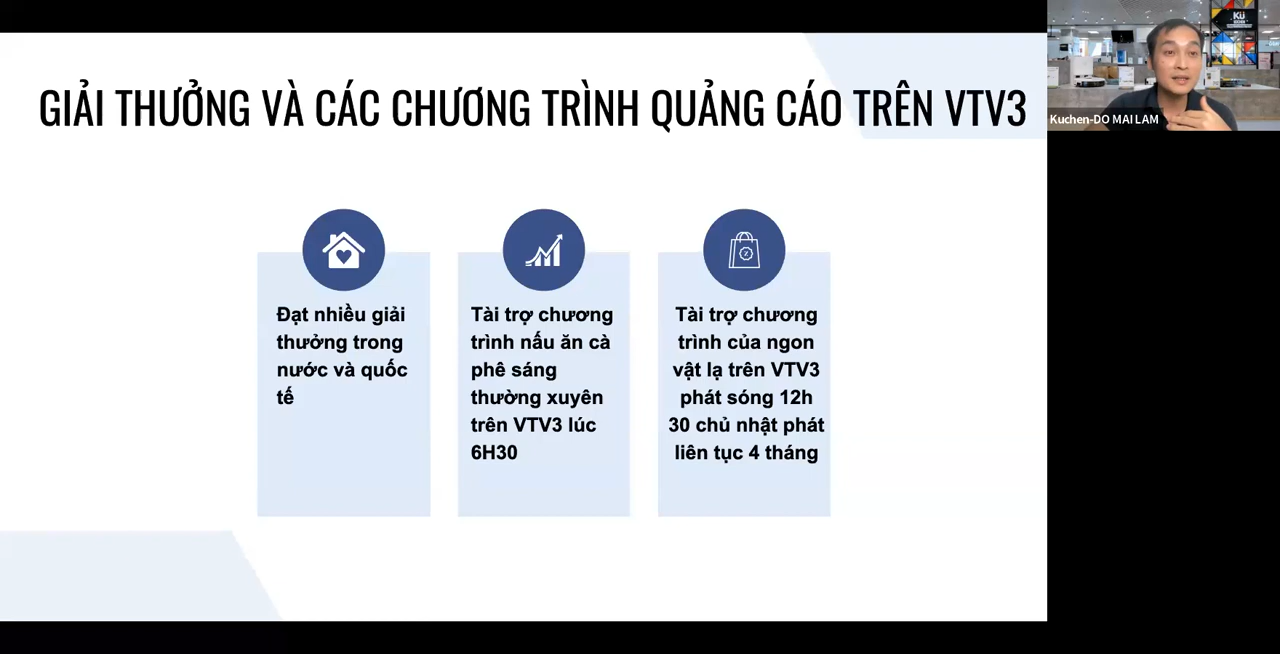 GIẢI THƯỞNG VÀ CÁC CHƯƠNG TRÌNH QUẢNG CÁO TRÊN VTV3
Kuchen-DO MAI LAM
Đạt nhiều giải
thưởng trong
nước và quốc
tế
Tài trợ chương
trình nấu ăn cà
phê sáng
thường xuyên
trên VTV3 lúc
6H30
Tài trợ chương
trình của ngon
vật lạ trên VTV3
phát sóng 12h
30 chủ nhật phát
liên tục 4 tháng